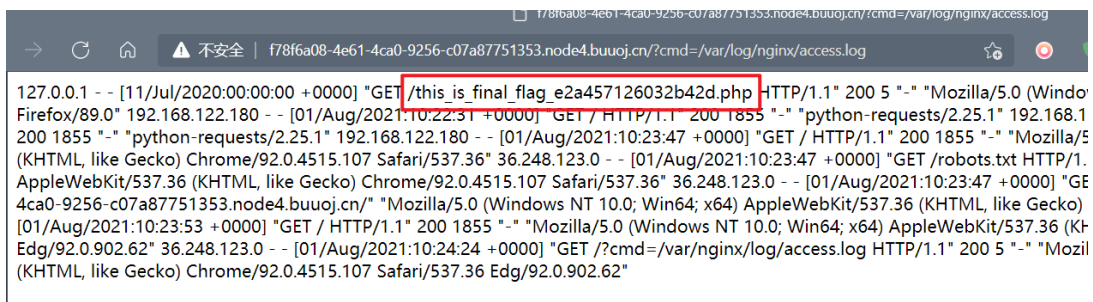 f78f6a08-4e61-4ca0-9256-c07a87751353.node4.buuoj.cn/?cmd=/var/log/nginx/access.log
不安全 | f78f6a08-4e61-4ca0-9256-c07a87751353.node4.buuoj.cn/?cmd=/var/log/nginx/access.log
127.0.0.1 - - [11/Jul/2020:00:00:00 +0000] "GET /this_is_final_flag_e2a457126032b42d.php HTTP/1.1" 200 5 "-" "Mozilla/5.0 (Windo
Firefox/89.0" 192.168.122.180 - - [01/Aug/2021:10:22:31 +0000] "GET / HTTP/1.1" 200 1855 "-" "python-requests/2.25.1" 192.168.1
200 1855 "-" "python-requests/2.25.1" 192.168.122.180 - - [01/Aug/2021:10:23:47 +0000] "GET / HTTP/1.1" 200 1855 "-" "Mozilla/5
(KHTML, like Gecko) Chrome/92.0.4515.107 Safari/537.36" 36.248.123.0 - - [01/Aug/2021:10:23:47 +0000] "GET /robots.txt HTTP/1.
AppleWebKit/537.36 (KHTML, like Gecko) Chrome/92.0.4515.107 Safari/537.36" 36.248.123.0 - - [01/Aug/2021:10:23:47 +0000] "GE
4ca0-9256-c07a87751353.node4.buuoj.cn/" "Mozilla/5.0 (Windows NT 10.0; Win64; x64) AppleWebKit/537.36 (KHTML, like Gecko)
[01/Aug/2021:10:23:53 +0000] "GET / HTTP/1.1" 200 1855 "-" "Mozilla/5.0 (Windows NT 10.0; Win64; x64) AppleWebKit/537.36 (KH
Edg/92.0.902.62" 36.248.123.0 - - [01/Aug/2021:10:24:24 +0000] "GET /?cmd=/var/nginx/log/access.log HTTP/1.1" 200 5 "-" "Mozil
(KHTML, like Gecko) Chrome/92.0.4515.107 Safari/537.36 Edg/92.0.902.62"